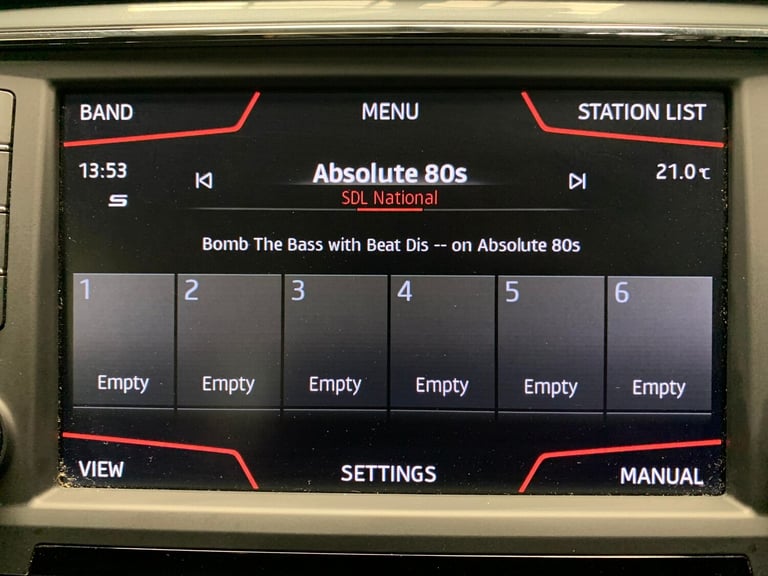 BAND MENU STATION LIST
13:53 Absolute 80s 21.0℃
S SDL National
Bomb The Bass with Beat Dis -- on Absolute 80s
1 2 3 4 5 6
Empty Empty Empty Empty Empty Empty
VIEW SETTINGS MANUAL